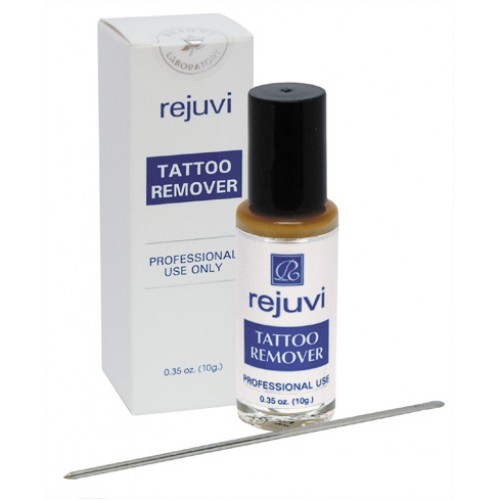 LABORATORY
rejuvi
TATTOO
REMOVER
PROFESSIONAL
USE ONLY
0.35 oz. (10g.)
R
rejuvi
TATTOO
REMOVER
PROFESSIONAL USE
0.35 oz. (10g.)